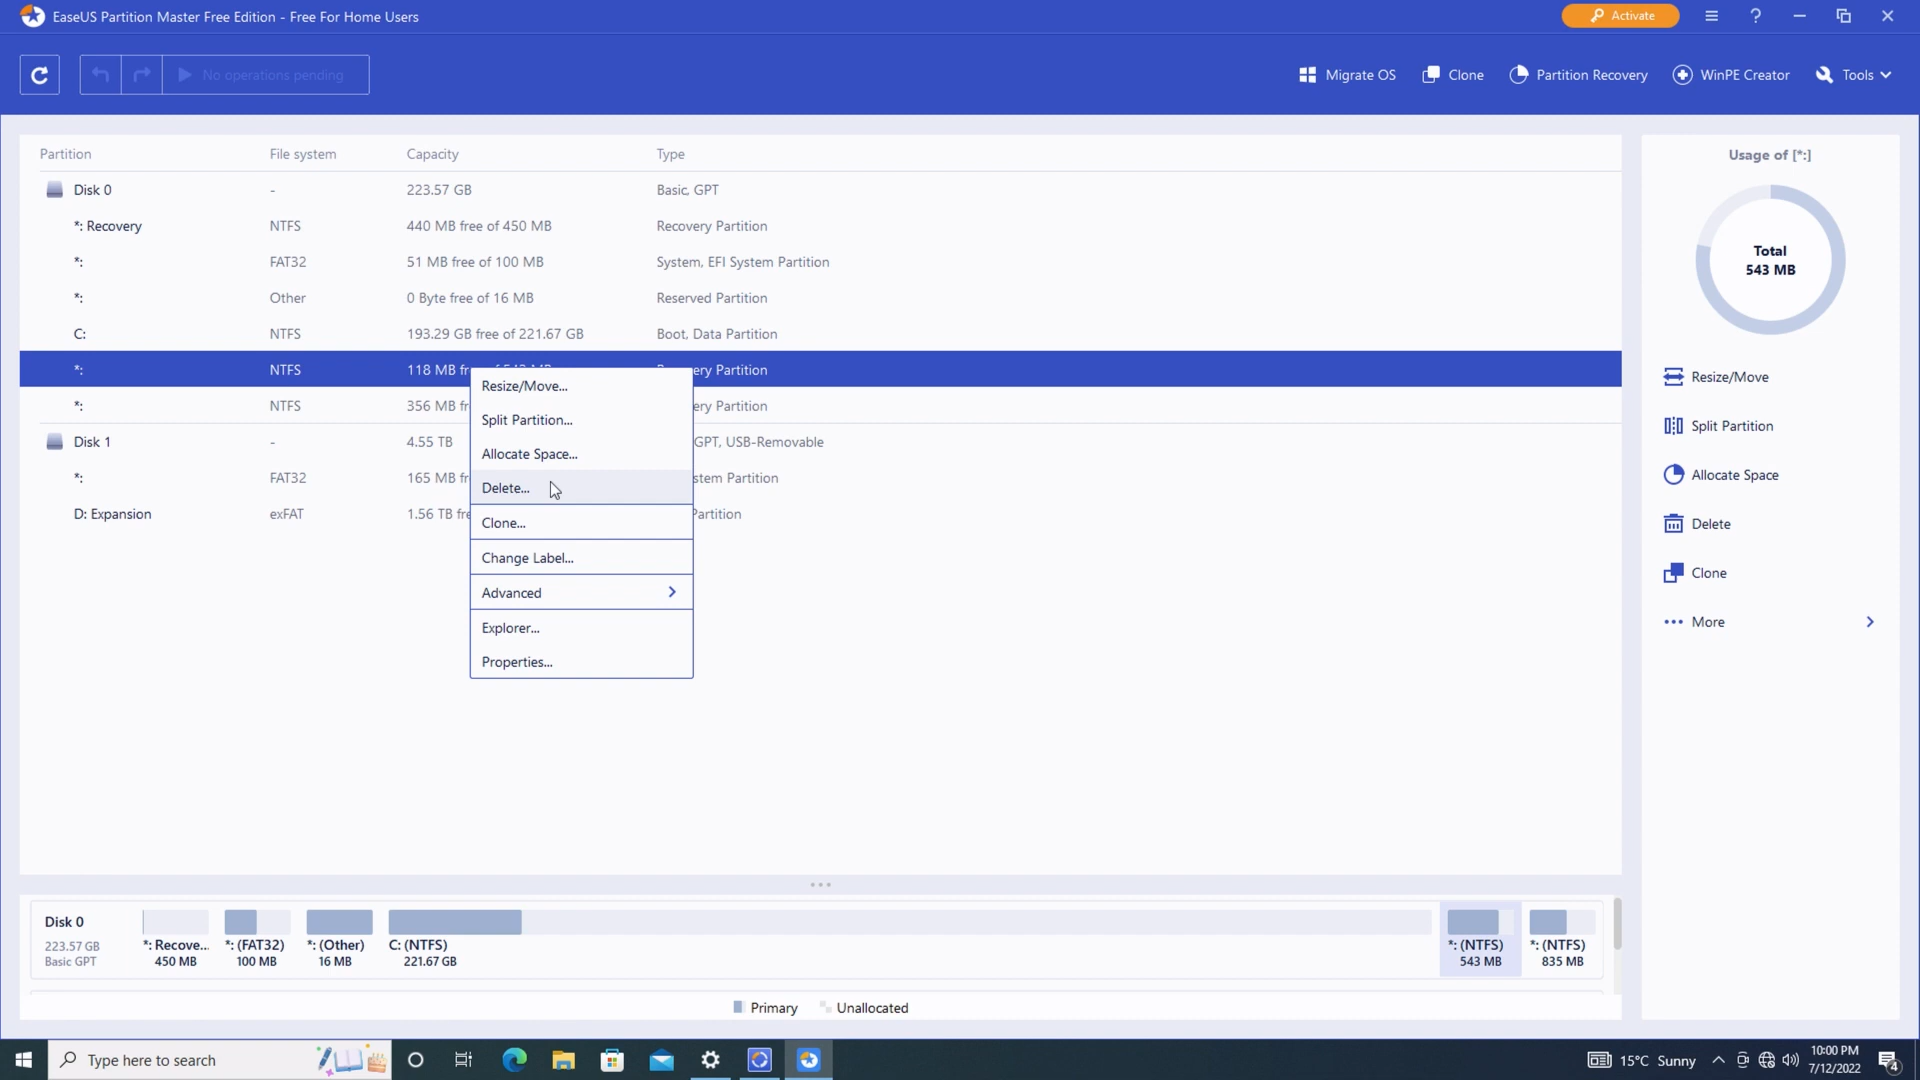 EaseUS Partition Master Free Edition - Free For Home Users
Activate
No operations pending
Migrate OS
Clone
Partition Recovery
WinPE Creator
Tools
Partition File system Capacity Type
Disk 0 - 223.57 GB Basic, GPT
*: Recovery NTFS 440 MB free of 450 MB Recovery Partition
*: FAT32 51 MB free of 100 MB System, EFI System Partition
*: Other 0 Byte free of 16 MB Reserved Partition
C: NTFS 193.29 GB free of 221.67 GB Boot, Data Partition
*: NTFS 118 MB Partition
*: NTFS 356 MB Partition
Disk 1 - 4.55 TB GPT, USB-Removable
*: FAT32 165 MB Partition
D: Expansion exFAT 1.56 TB Partition
Resize/Move...
Split Partition...
Allocate Space...
Delete...
Clone...
Change Label...
Advanced
Explorer...
Properties...
Usage of [*:]
Total
543 MB
Resize/Move
Split Partition
Allocate Space
Delete
Clone
More
Disk 0
223.57 GB
Basic GPT
*: Recove...
450 MB
*: (FAT32)
100 MB
*: (Other)
16 MB
C: (NTFS)
221.67 GB
*: (NTFS)
543 MB
*: (NTFS)
835 MB
Primary
Unallocated
Type here to search
15°C Sunny
10:00 PM
7/12/2022
4